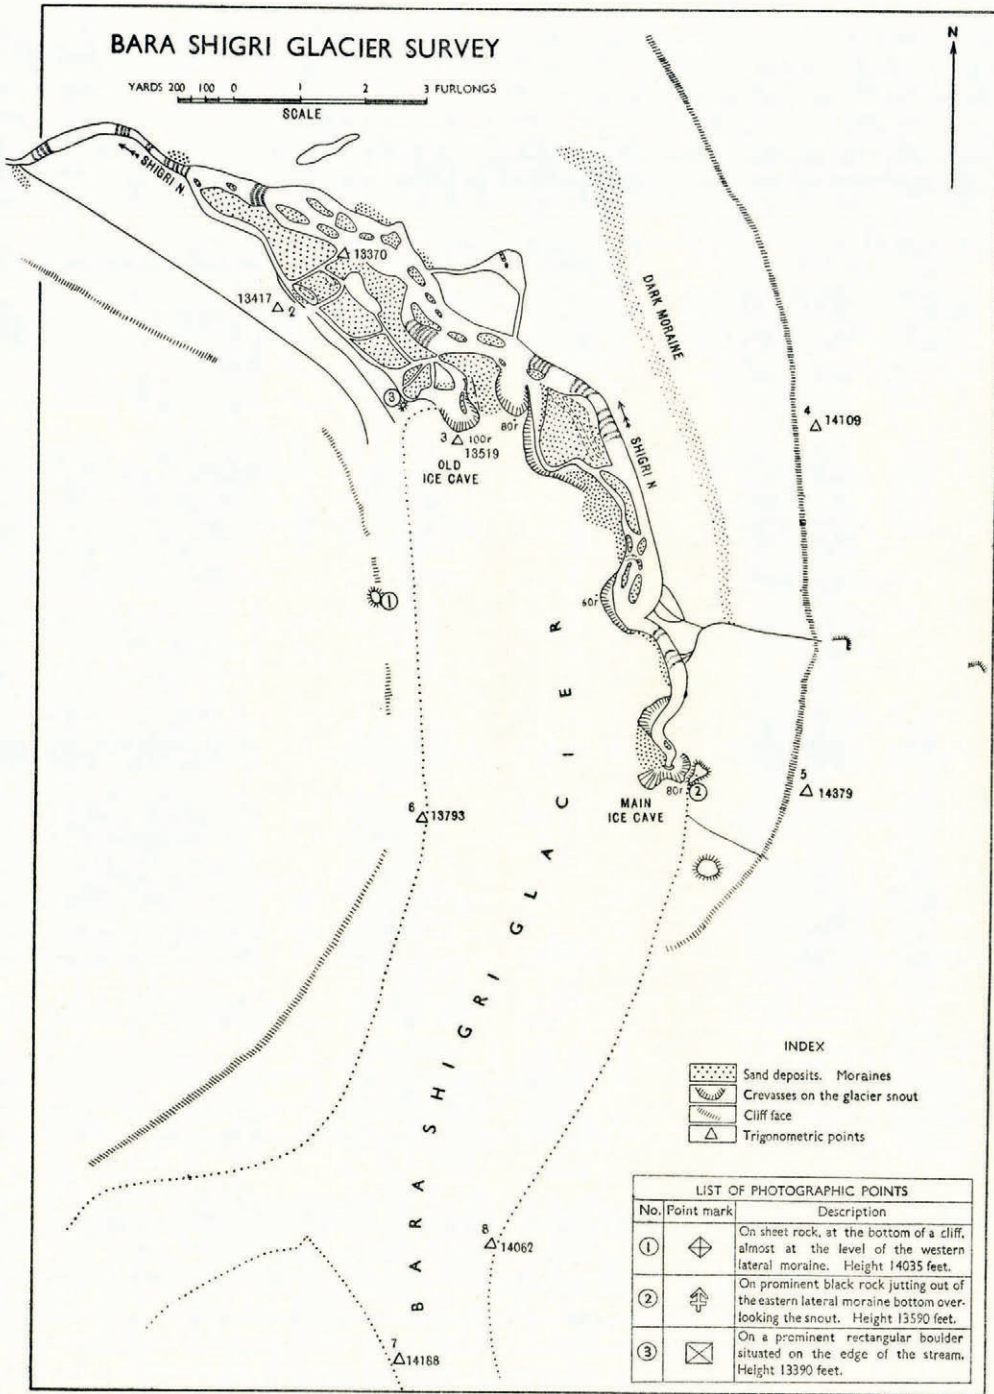 BARA SHIGRI GLACIER SURVEY
N
YARDS 200 100 0 1 2 3 FURLONGS
SCALE
SHIGRI N.
13370
13417
2
DARK MORAINE
3
80r
SHIGRI N
4
14109
3
100r
13519
OLD
ICE CAVE
1
60r
5
14379
80r
2
MAIN
ICE CAVE
6
13793
BARA SHIGRI GLACIER
8
14062
7
14188
INDEX
Sand deposits. Moraines
Crevasses on the glacier snout
Cliff face
Trigonometric points
LIST OF PHOTOGRAPHIC POINTS
No. Point mark Description
1 On sheet rock, at the bottom of a cliff,
almost at the level of the western
lateral moraine. Height 14035 feet.
2 On prominent black rock jutting out of
the eastern lateral moraine bottom over-
looking the snout. Height 13590 feet.
3 On a prominent rectangular boulder
situated on the edge of the stream.
Height 13390 feet.